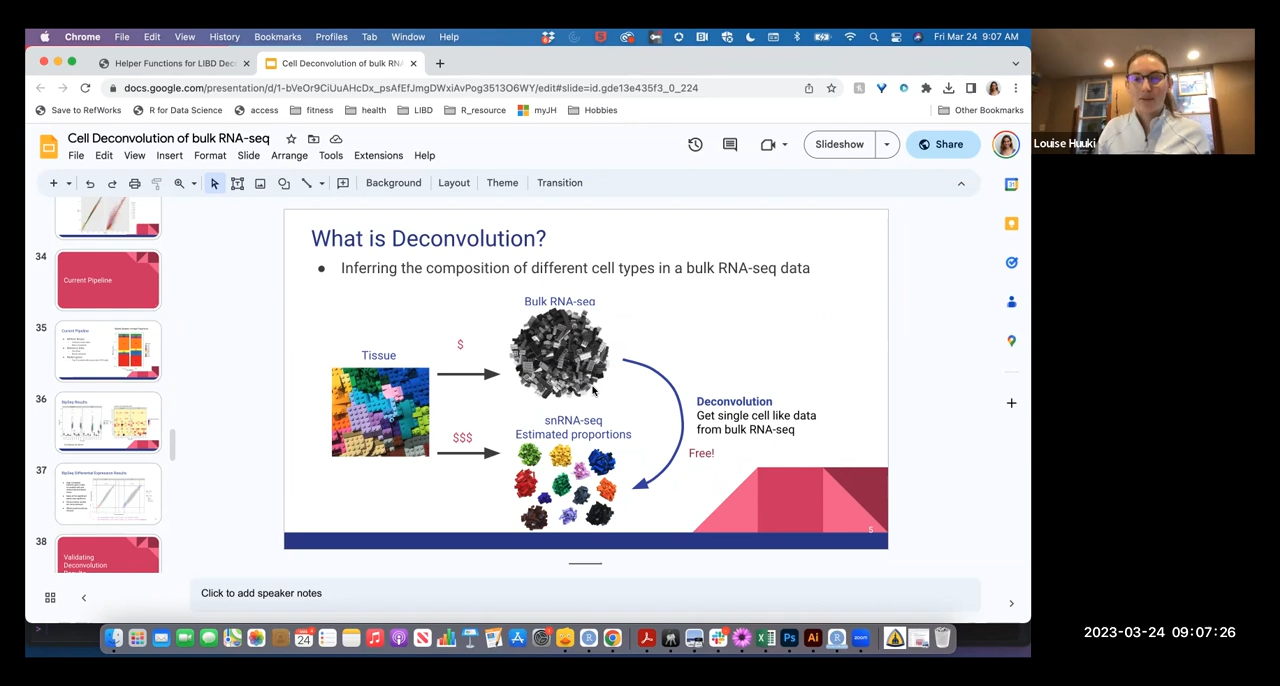 Chrome File Edit View History Bookmarks Profiles Tab Window Help Fri Mar 24 9:07 AM
Helper Functions for LIBD Dec
Cell Deconvolution of bulk RNA-s
docs.google.com/presentation/d/1-bVeOr9CiUuAHcDx_psAfEfJmgDWxiAvPog3513O6WY/edit#slide=id.gde13e435f3_0_224
Save to RefWorks R for Data Science access fitness health LIBD R_resource myJH Hobbies Other Bookmarks
Cell Deconvolution of bulk RNA-seq
File Edit View Insert Format Slide Arrange Tools Extensions Help
Slideshow
Share
Louise Huuki
Background Layout Theme Transition
34
Current Pipeline
35
Current Pipeline
36
37
38
Validating
Deconvolution
What is Deconvolution?
● Inferring the composition of different cell types in a bulk RNA-seq data
Bulk RNA-seq
$
Tissue
$$$
snRNA-seq
Estimated proportions
Deconvolution
Get single cell like data
from bulk RNA-seq
Free!
5
Click to add speaker notes
2023-03-24 09:07:26